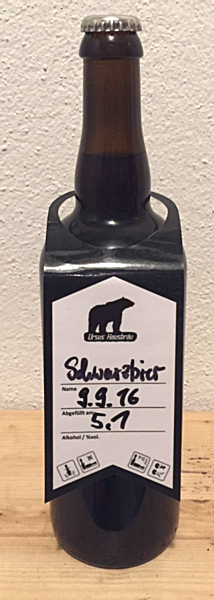 Ursus Hausbräu
Schwarzbier
Name
9.9.16
Abgefüllt am
5,1
Alkohol / %vol.